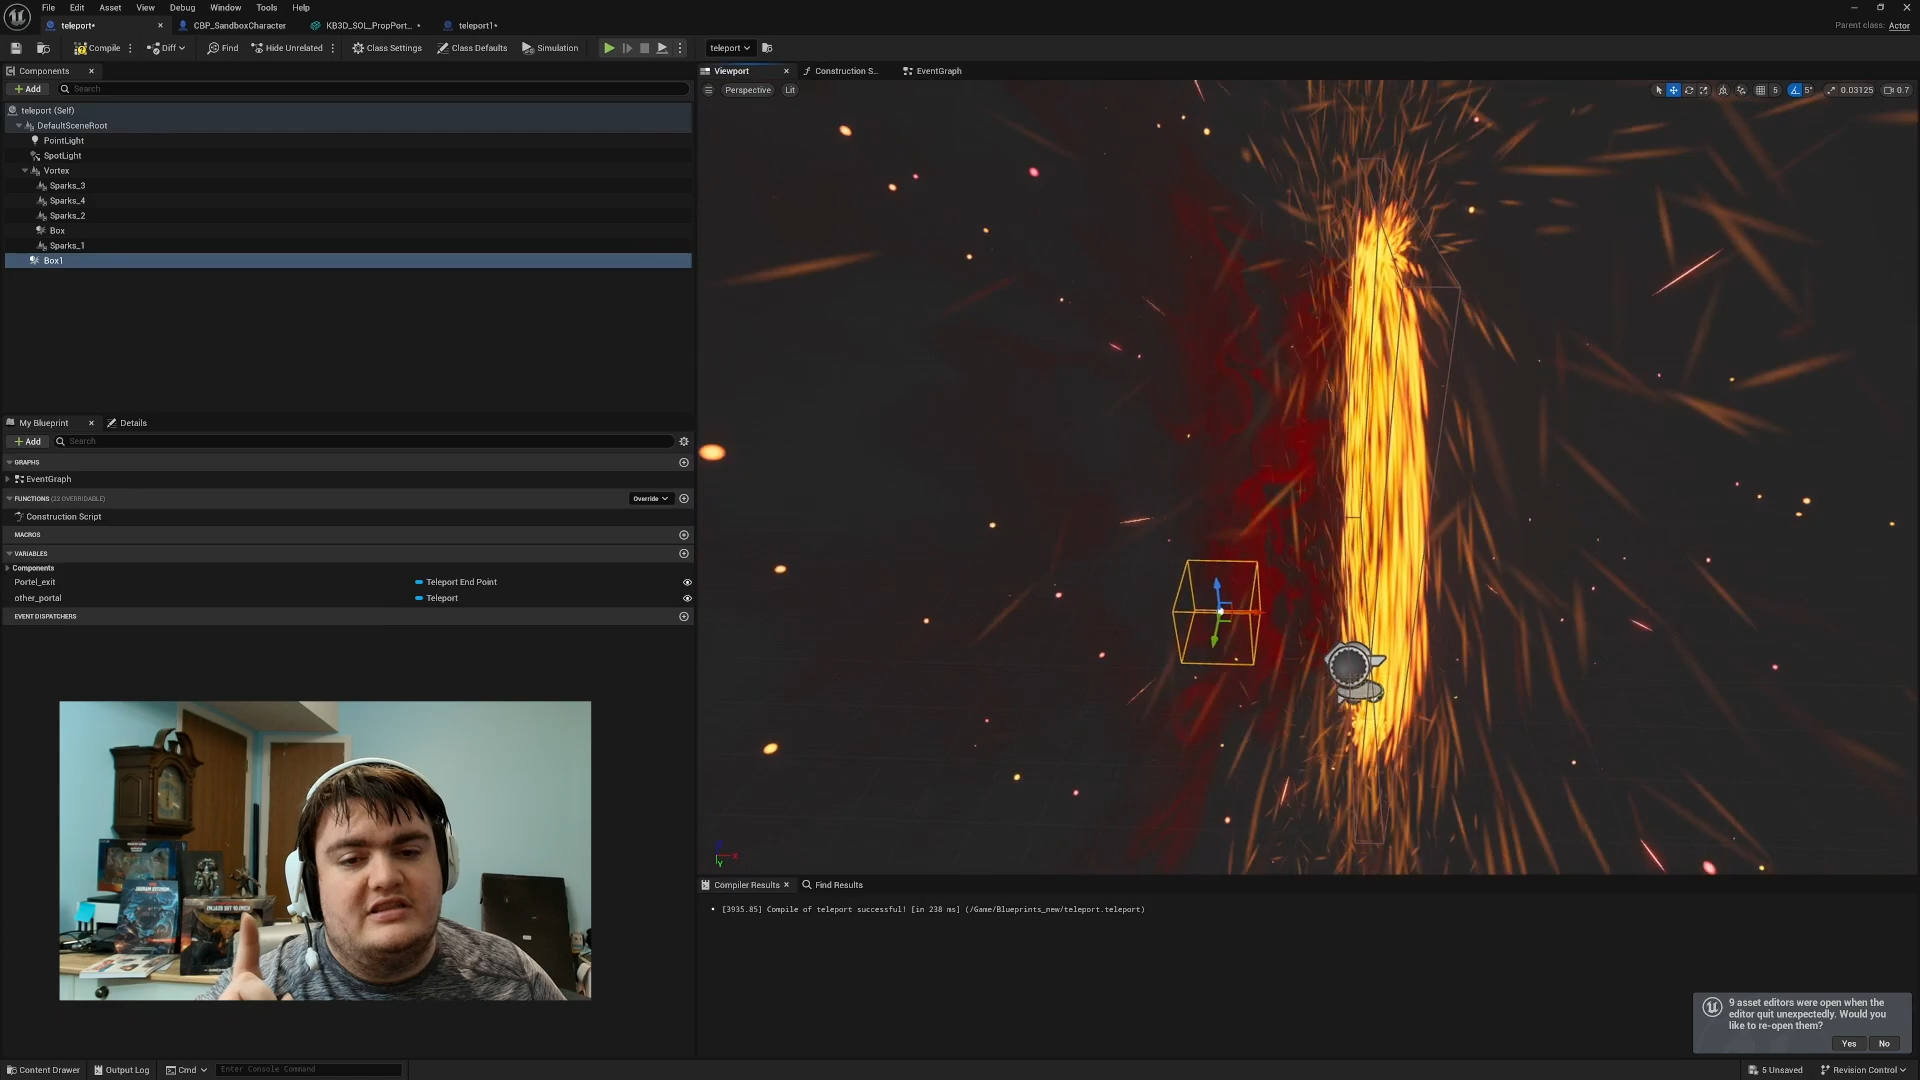 File Edit Asset View Debug Window Tools Help
teleport•
CBP_SandboxCharacter
KB3D_SOL_PropPort... •
teleport1•
Parent class: Actor
Compile
Diff
Find
Hide Unrelated
Class Settings
Class Defaults
Simulation
teleport
Components
Viewport
Construction S...
EventGraph
Add
Search
Perspective
Lit
5
5°
0.03125
0.7
teleport (Self)
DefaultSceneRoot
PointLight
SpotLight
Vortex
Sparks_3
Sparks_4
Sparks_2
Box
Sparks_1
Box1
My Blueprint
Details
Add
Search
GRAPHS
EventGraph
FUNCTIONS (22 OVERRIDABLE)
Override
Construction Script
MACROS
VARIABLES
Components
Portel_exit
Teleport End Point
other_portal
Teleport
EVENT DISPATCHERS
X
Y
Compiler Results
Find Results
[3935.85] Compile of teleport successful! [in 238 ms] (/Game/Blueprints_new/teleport.teleport)
9 asset editors were open when the
editor quit unexpectedly. Would you
like to re-open them?
Yes
No
Content Drawer
Output Log
Cmd
Enter Console Command
5 Unsaved
Revision Control